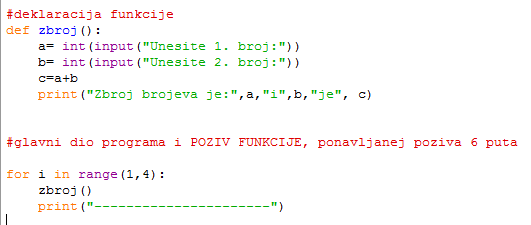 #deklaracija funkcije
def zbroj():
    a= int(input("Unesite 1. broj:"))
    b= int(input("Unesite 2. broj:"))
    c=a+b
    print("Zbroj brojeva je:",a,"i",b,"je", c)
#glavni dio programa i POZIV FUNKCIJE, ponavljanej poziva 6 puta
for i in range(1,4):
    zbroj()
    print("----------------------")